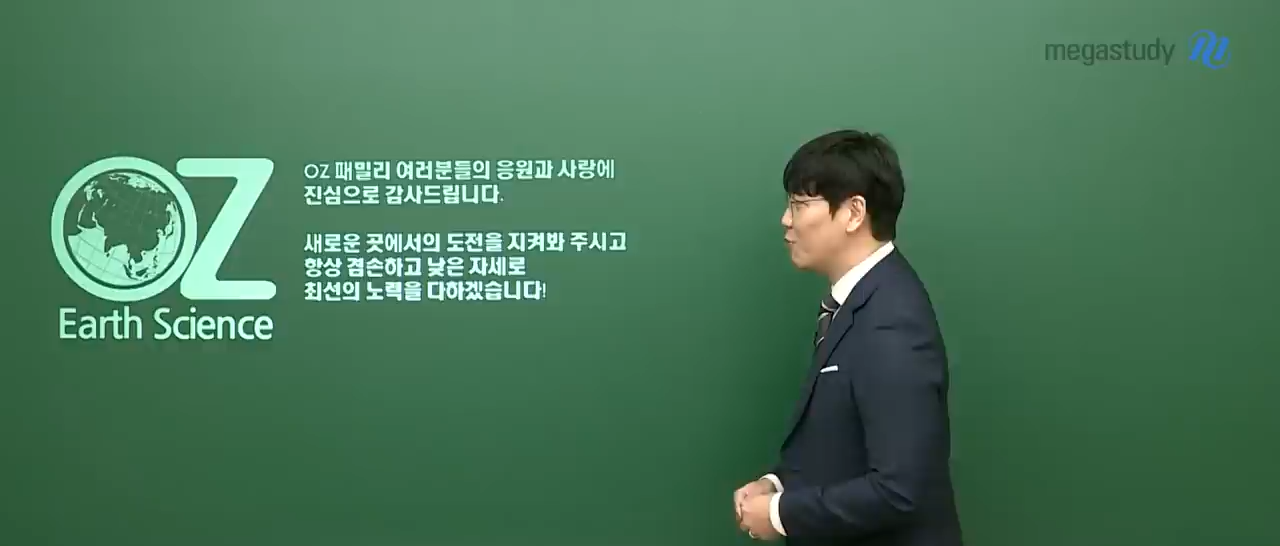 megastudy
OZ
Earth Science
OZ 패밀리 여러분들의 응원과 사랑에
진심으로 감사드립니다.
새로운 곳에서의 도전을 지켜봐 주시고
항상 겸손하고 낮은 자세로
최선의 노력을 다하겠습니다!